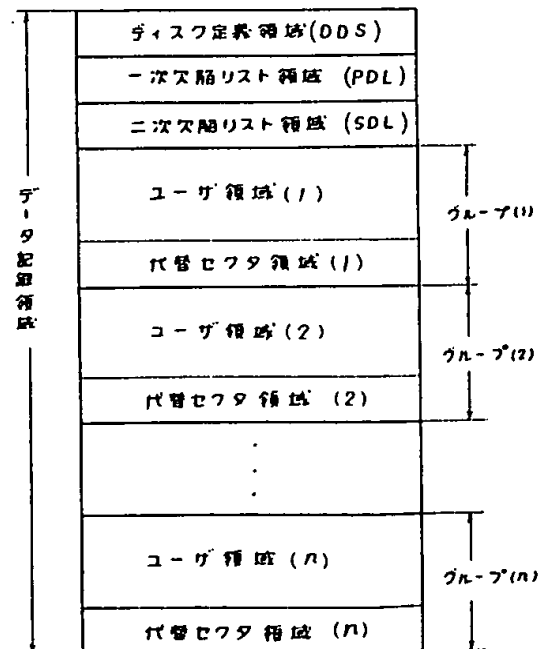 ディスク定義領域(DDS)
一次欠陥リスト領域 (PDL)
二次欠陥リスト領域 (SDL)
ユーザ領域(1)
グループ(1)
代替セクタ領域(1)
データ記録領域
ユーザ領域(2)
グループ(2)
代替セクタ領域 (2)
ユーザ領域 (n)
グループ(n)
代替セクタ領域 (n)